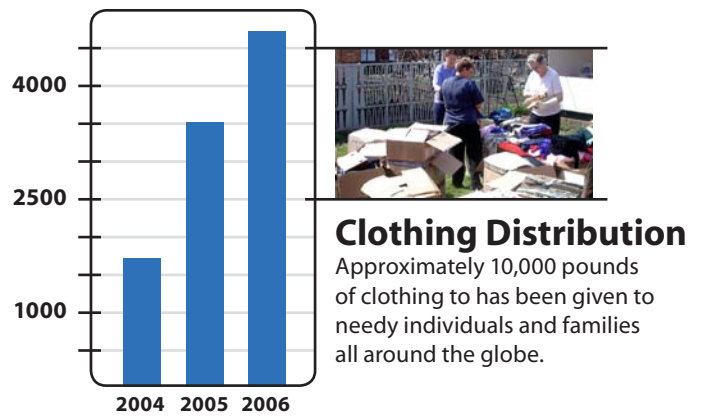 4000
2500
1000
2004 2005 2006
Clothing Distribution
Approximately 10,000 pounds
of clothing to has been given to
needy individuals and families
all around the globe.